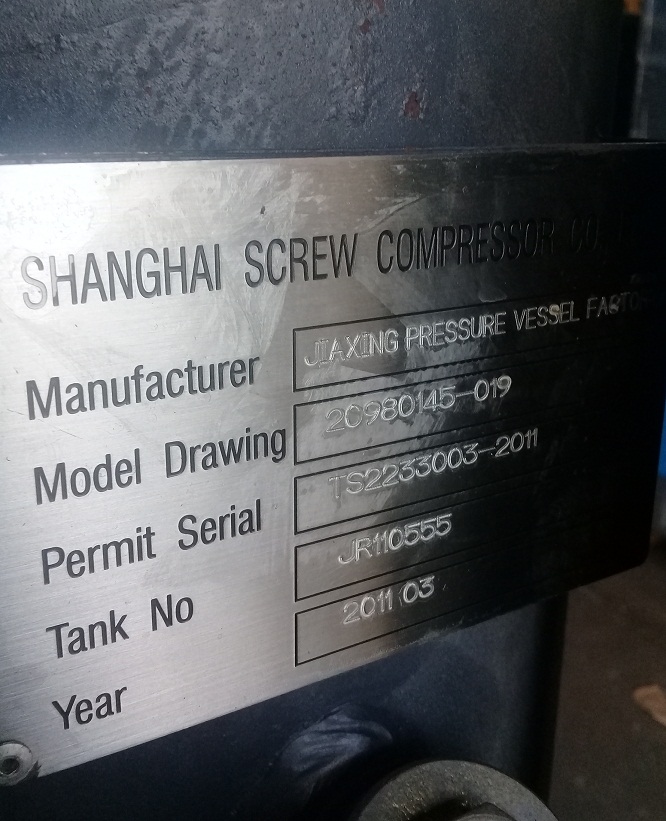 SHANGHAI SCREW COMPRESSOR CO.
Manufacturer JIAXING PRESSURE VESSEL
Model Drawing 20980145-019
Permit Serial TS2233003-2011
Tank No JR110555
Year 2011 03